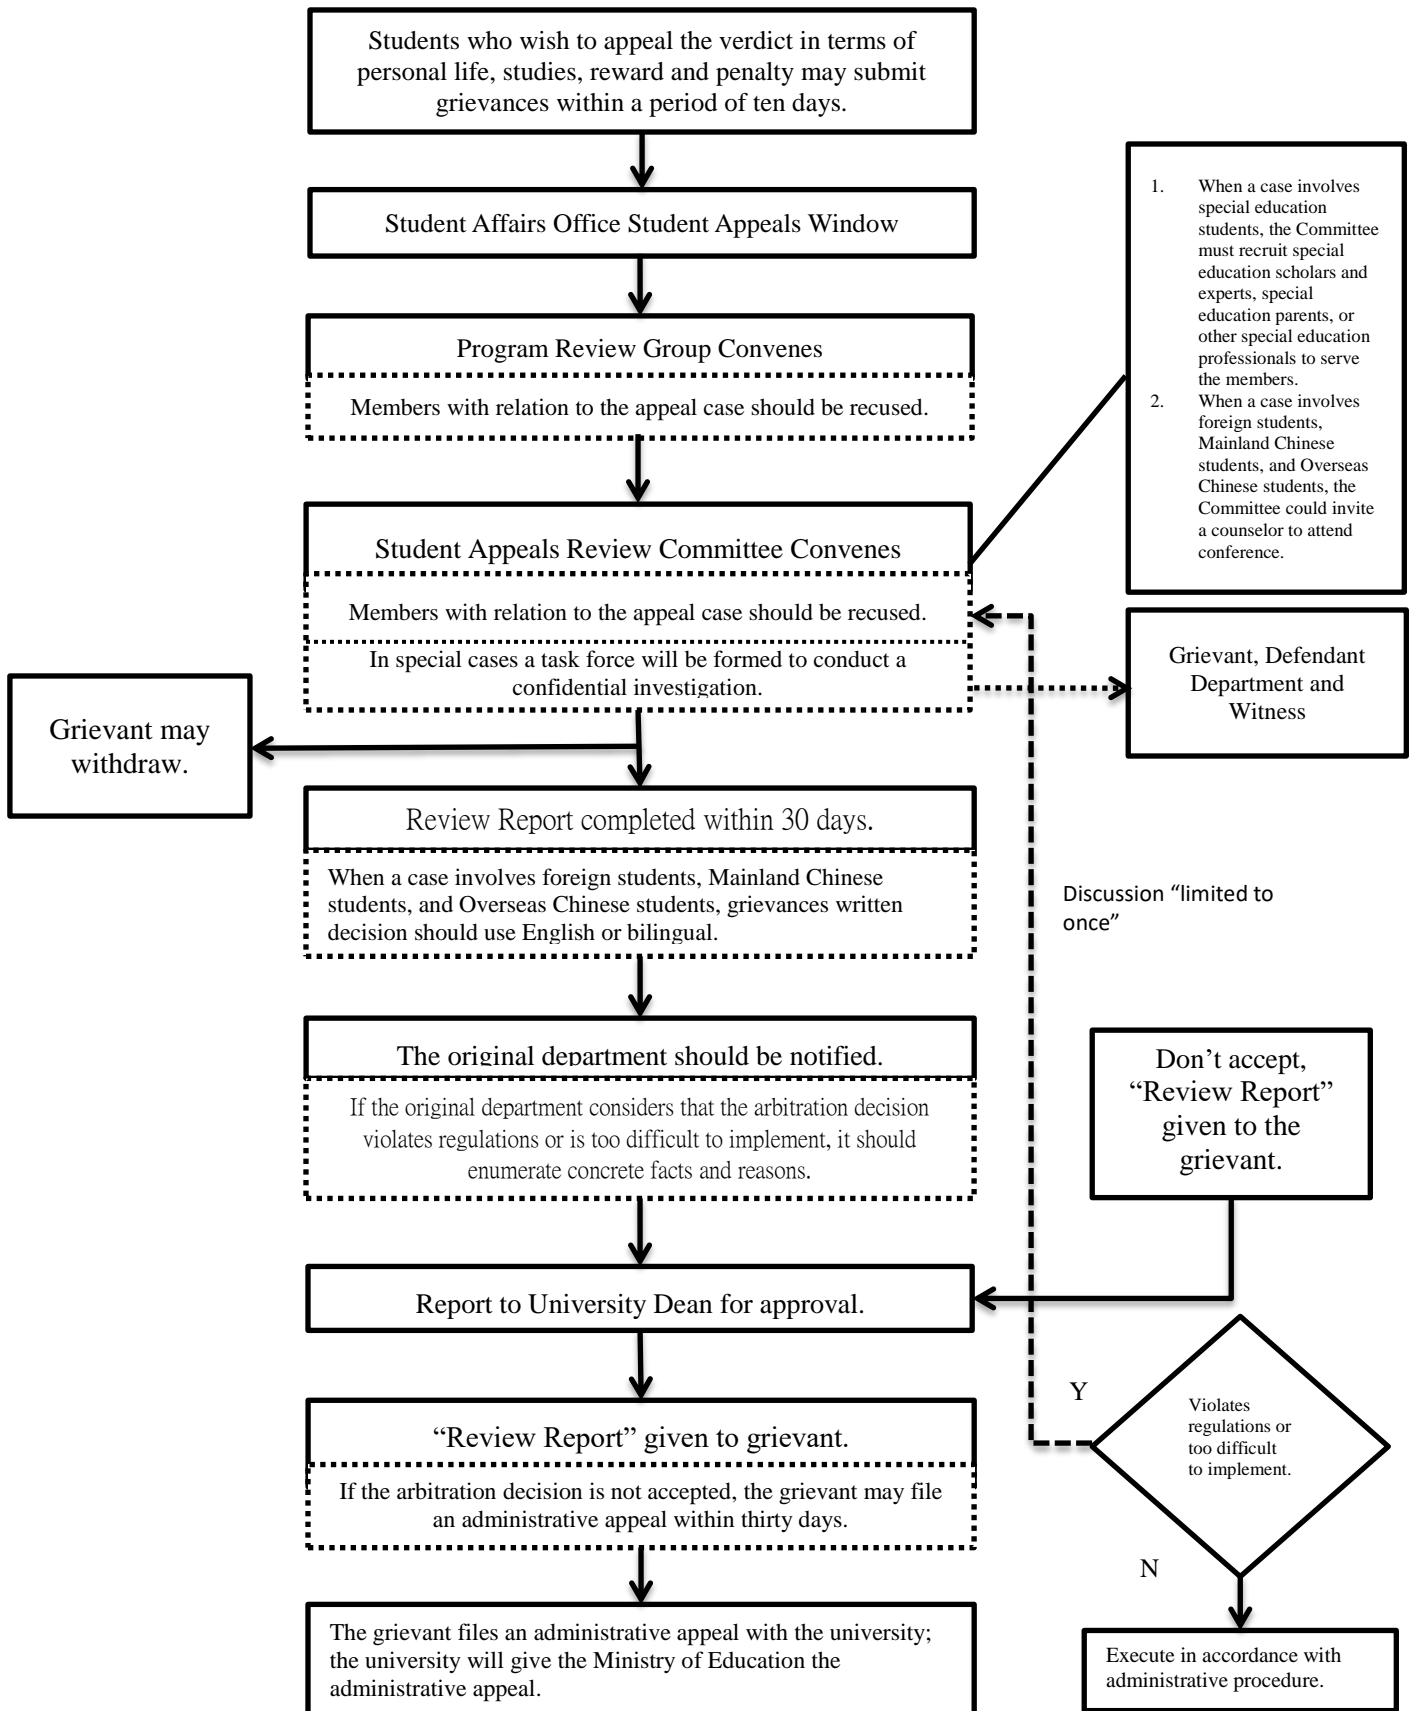 Students who wish to appeal the verdict in terms of
personal life, studies, reward and penalty may submit
grievances within a period of ten days.
Student Affairs Office Student Appeals Window
Program Review Group Convenes
Members with relation to the appeal case should be recused.
1. When a case involves
special education
students, the Committee
must recruit special
education scholars and
experts, special
education parents, or
other special education
professionals to serve
the members.
2. When a case involves
foreign students,
Mainland Chinese
students, and Overseas
Chinese students, the
Committee could invite
a counselor to attend
conference.
Student Appeals Review Committee Convenes
Members with relation to the appeal case should be recused.
In special cases a task force will be formed to conduct a
confidential investigation.
Grievant, Defendant
Department and
Witness
Grievant may
withdraw.
Review Report completed within 30 days.
When a case involves foreign students, Mainland Chinese
students, and Overseas Chinese students, grievances written
decision should use English or bilingual.
Discussion “limited to
once”
The original department should be notified.
If the original department considers that the arbitration decision
violates regulations or is too difficult to implement, it should
enumerate concrete facts and reasons.
Don’t accept,
“Review Report”
given to the
grievant.
Report to University Dean for approval.
Y
Violates
regulations or
too difficult
to implement.
“Review Report” given to grievant.
If the arbitration decision is not accepted, the grievant may file
an administrative appeal within thirty days.
N
The grievant files an administrative appeal with the university;
the university will give the Ministry of Education the
administrative appeal.
Execute in accordance with
administrative procedure.